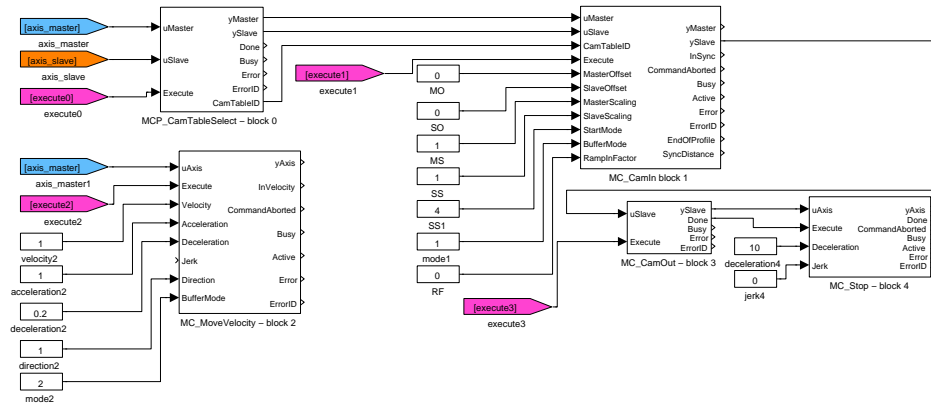 [axis_master]
axis_master
[axis_slave]
axis_slave
[execute0]
execute0
uMaster
uSlave
Execute
yMaster
ySlave
Done
Busy
Error
ErrorID
CamTableID
MCP_CamTableSelect – block 0
[execute1]
execute1
0
MO
0
SO
1
MS
1
SS
4
SS1
1
mode1
0
RF
uMaster
uSlave
CamTableID
Execute
MasterOffset
SlaveOffset
MasterScaling
SlaveScaling
StartMode
BufferMode
RampInFactor
yMaster
ySlave
InSync
CommandAborted
Busy
Active
Error
ErrorID
EndOfProfile
SyncDistance
MC_CamIn block 1
[axis_master]
axis_master1
[execute2]
execute2
1
velocity2
1
acceleration2
0.2
deceleration2
1
direction2
2
mode2
uAxis
Execute
Velocity
Acceleration
Deceleration
Jerk
Direction
BufferMode
yAxis
InVelocity
CommandAborted
Busy
Active
Error
ErrorID
MC_MoveVelocity – block 2
[execute3]
execute3
uSlave
Execute
ySlave
Done
Busy
Error
ErrorID
MC_CamOut – block 3
10
deceleration4
0
jerk4
uAxis
Execute
Deceleration
Jerk
yAxis
Done
CommandAborted
Busy
Active
Error
ErrorID
MC_Stop – block 4